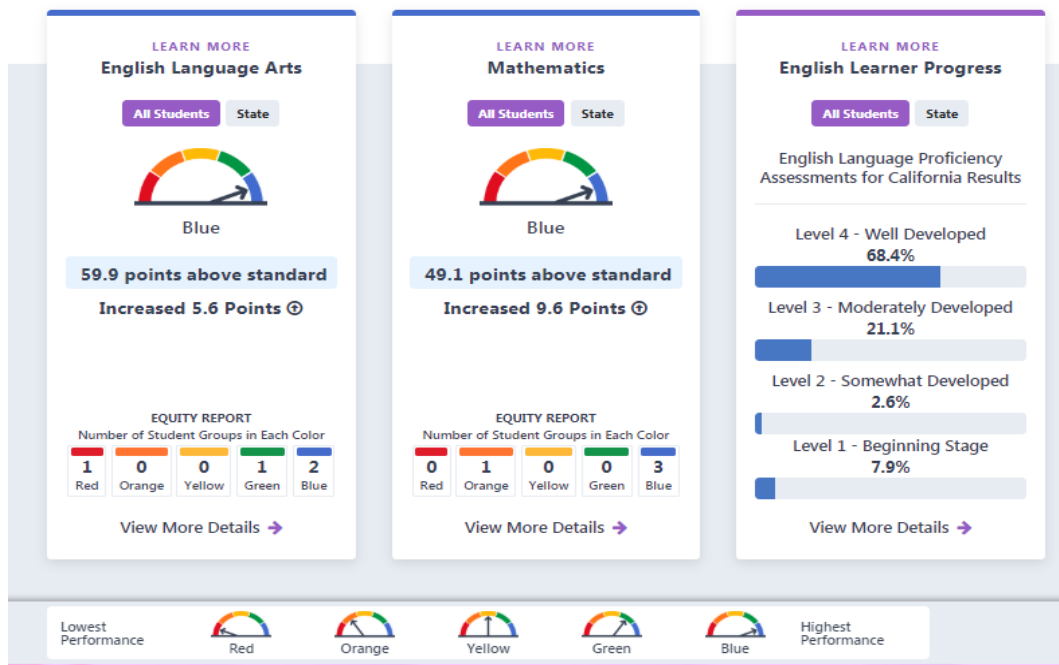 LEARN MORE
English Language Arts
All Students State
Blue
59.9 points above standard
Increased 5.6 Points
EQUITY REPORT
Number of Student Groups in Each Color
1 0 0 1 2
Red Orange Yellow Green Blue
View More Details
LEARN MORE
Mathematics
All Students State
Blue
49.1 points above standard
Increased 9.6 Points
EQUITY REPORT
Number of Student Groups in Each Color
0 1 0 0 3
Red Orange Yellow Green Blue
View More Details
LEARN MORE
English Learner Progress
All Students State
English Language Proficiency
Assessments for California Results
Level 4 - Well Developed
68.4%
Level 3 - Moderately Developed
21.1%
Level 2 - Somewhat Developed
2.6%
Level 1 - Beginning Stage
7.9%
View More Details
Lowest
Performance
Red
Orange
Yellow
Green
Blue
Highest
Performance